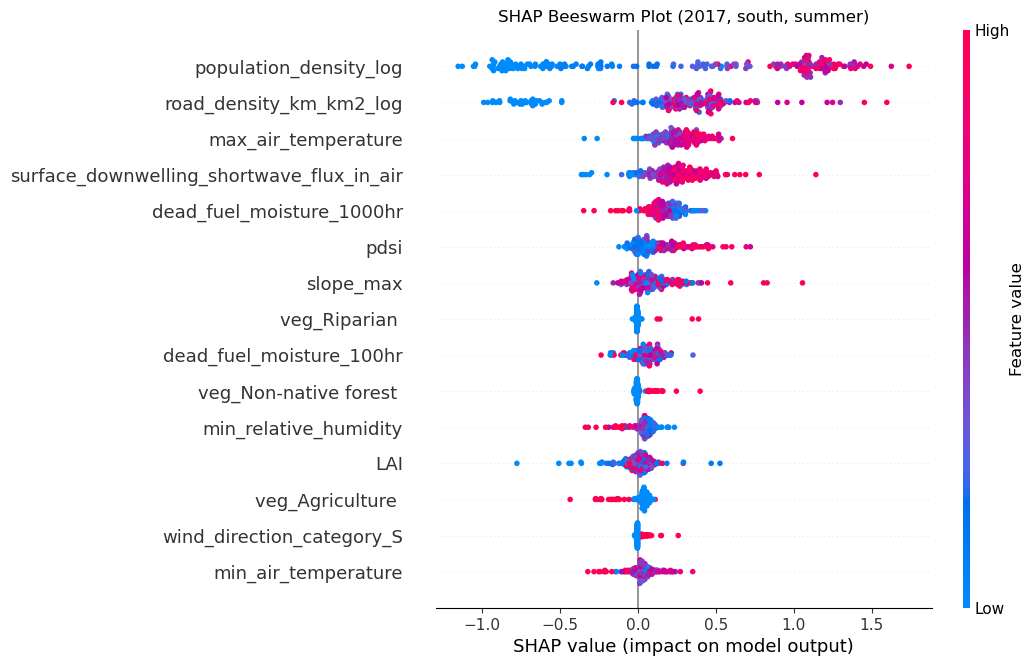 SHAP Beeswarm Plot (2017, south, summer)
High
population_density_log
road_density_km_km2_log
max_air_temperature
surface_downwelling_shortwave_flux_in_air
dead_fuel_moisture_1000hr
pdsi
slope_max
veg_Riparian
dead_fuel_moisture_100hr
veg_Non-native forest
min_relative_humidity
LAI
veg_Agriculture
wind_direction_category_S
min_air_temperature
Feature value
Low
−1.0 −0.5 0.0 0.5 1.0 1.5
SHAP value (impact on model output)